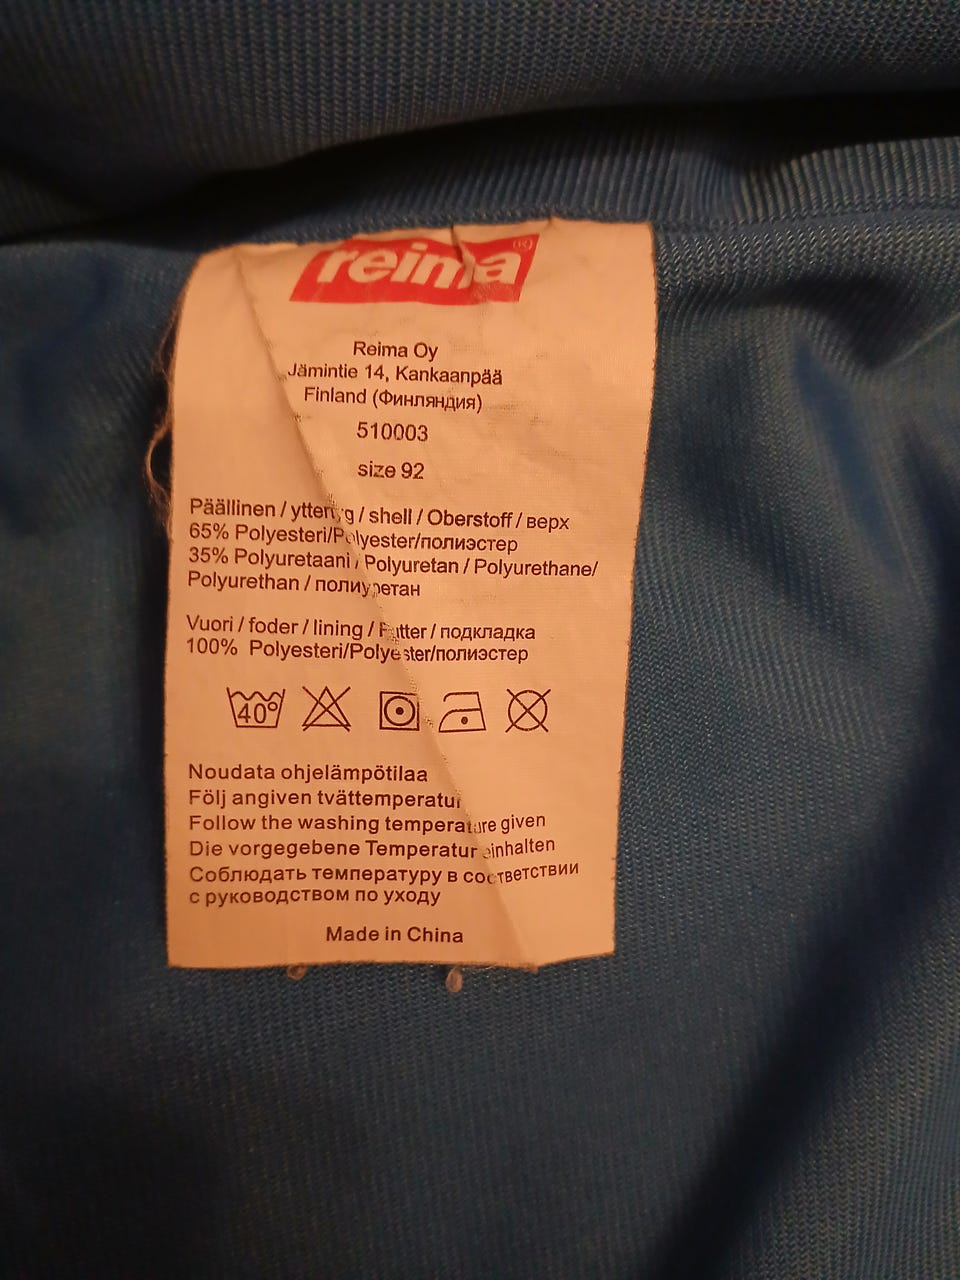 reima®
Reima Oy
Jämintie 14, Kankaanpää
Finland (Финляндия)
510003
size 92
Päällinen / / shell / Oberstoff / верх
65% Polyesteri/Polyester/полиэстер
35% Polyuretaani / Polyuretan / Polyurethane/
Polyurethan / полиуретан
Vuori / foder / lining / Futter / подкладка
100% Polyesteri/Polyester/полиэстер
40°
Noudata ohjelämpötilaa
Följ angiven tvättemperatur
Follow the washing temperature given
Die vorgegebene Temperatur einhalten
Соблюдать температуру в соответствии
с руководством по уходу
Made in China